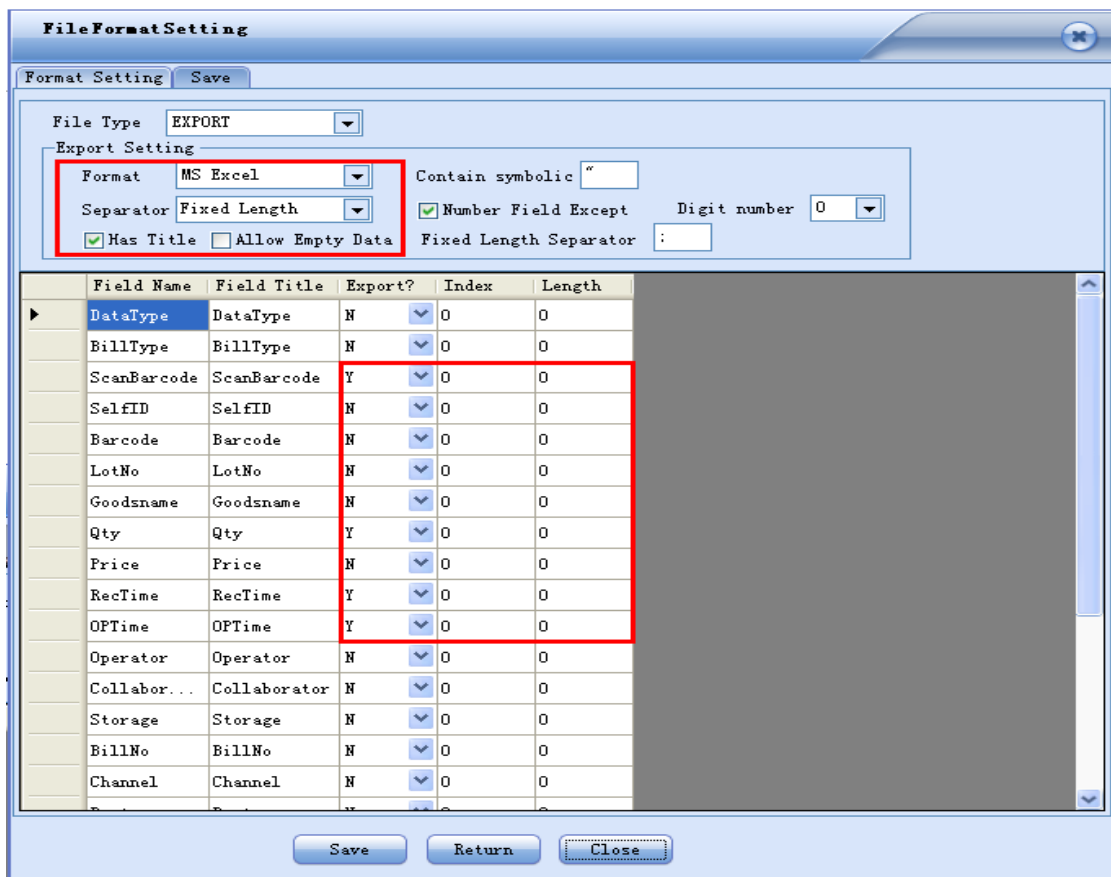 FileFormatSetting
Format Setting Save
File Type EXPORT
Export Setting
Format MS Excel Contain symbolic "
Separator Fixed Length Number Field Except Digit number 0
Has Title Allow Empty Data Fixed Length Separator ;
Field Name Field Title Export? Index Length
DataType DataType N 0 0
BillType BillType N 0 0
ScanBarcode ScanBarcode Y 0 0
SelfID SelfID N 0 0
Barcode Barcode N 0 0
LotNo LotNo N 0 0
Goodsname Goodsname N 0 0
Qty Qty Y 0 0
Price Price N 0 0
RecTime RecTime Y 0 0
OPTime OPTime Y 0 0
Operator Operator N 0 0
Collabor... Collaborator N 0 0
Storage Storage N 0 0
BillNo BillNo N 0 0
Channel Channel N 0 0
Save Return Close